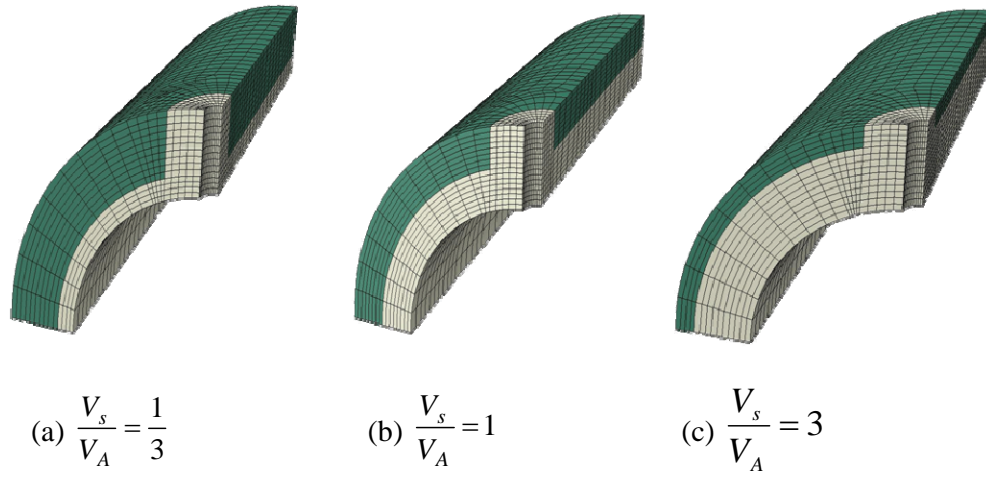 (a) V_s/V_A = 1/3
(b) V_s/V_A = 1
(c) V_s/V_A = 3